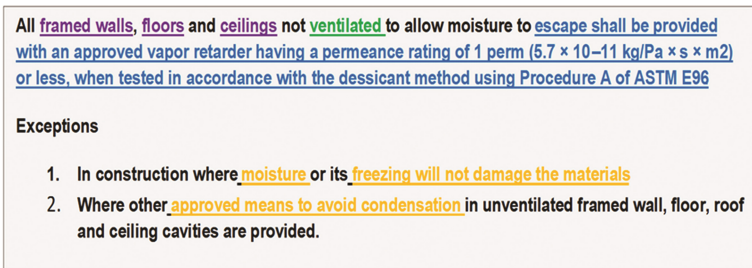 All framed walls, floors and ceilings not ventilated to allow moisture to escape shall be provided
with an approved vapor retarder having a permeance rating of 1 perm (5.7 × 10–11 kg/Pa × s × m2)
or less, when tested in accordance with the dessicant method using Procedure A of ASTM E96
Exceptions
1. In construction where moisture or its freezing will not damage the materials
2. Where other approved means to avoid condensation in unventilated framed wall, floor, roof
and ceiling cavities are provided.